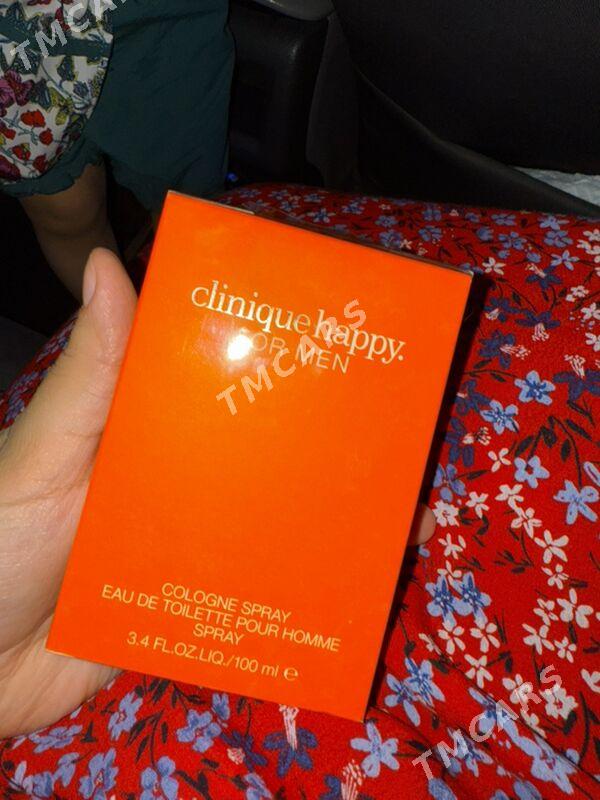 TMCARS
clinique happy.
FOR MEN
TMCARS
COLOGNE SPRAY
EAU DE TOILETTE POUR HOMME
SPRAY
3.4 FL.OZ.LIQ./100 ml ℮
TMCARS